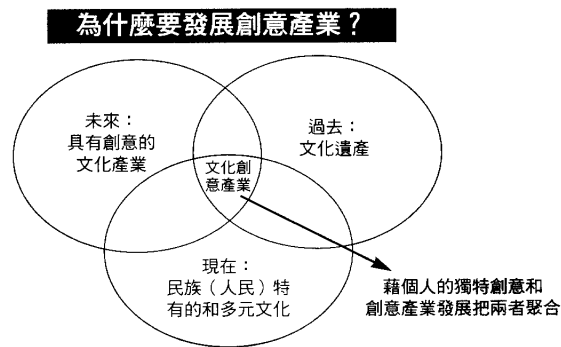 為什麼要發展創意產業？
未來：
具有創意的
文化產業
過去：
文化遺產
文化創
意產業
現在：
民族（人民）特
有的和多元文化
藉個人的獨特創意和
創意產業發展把兩者聚合